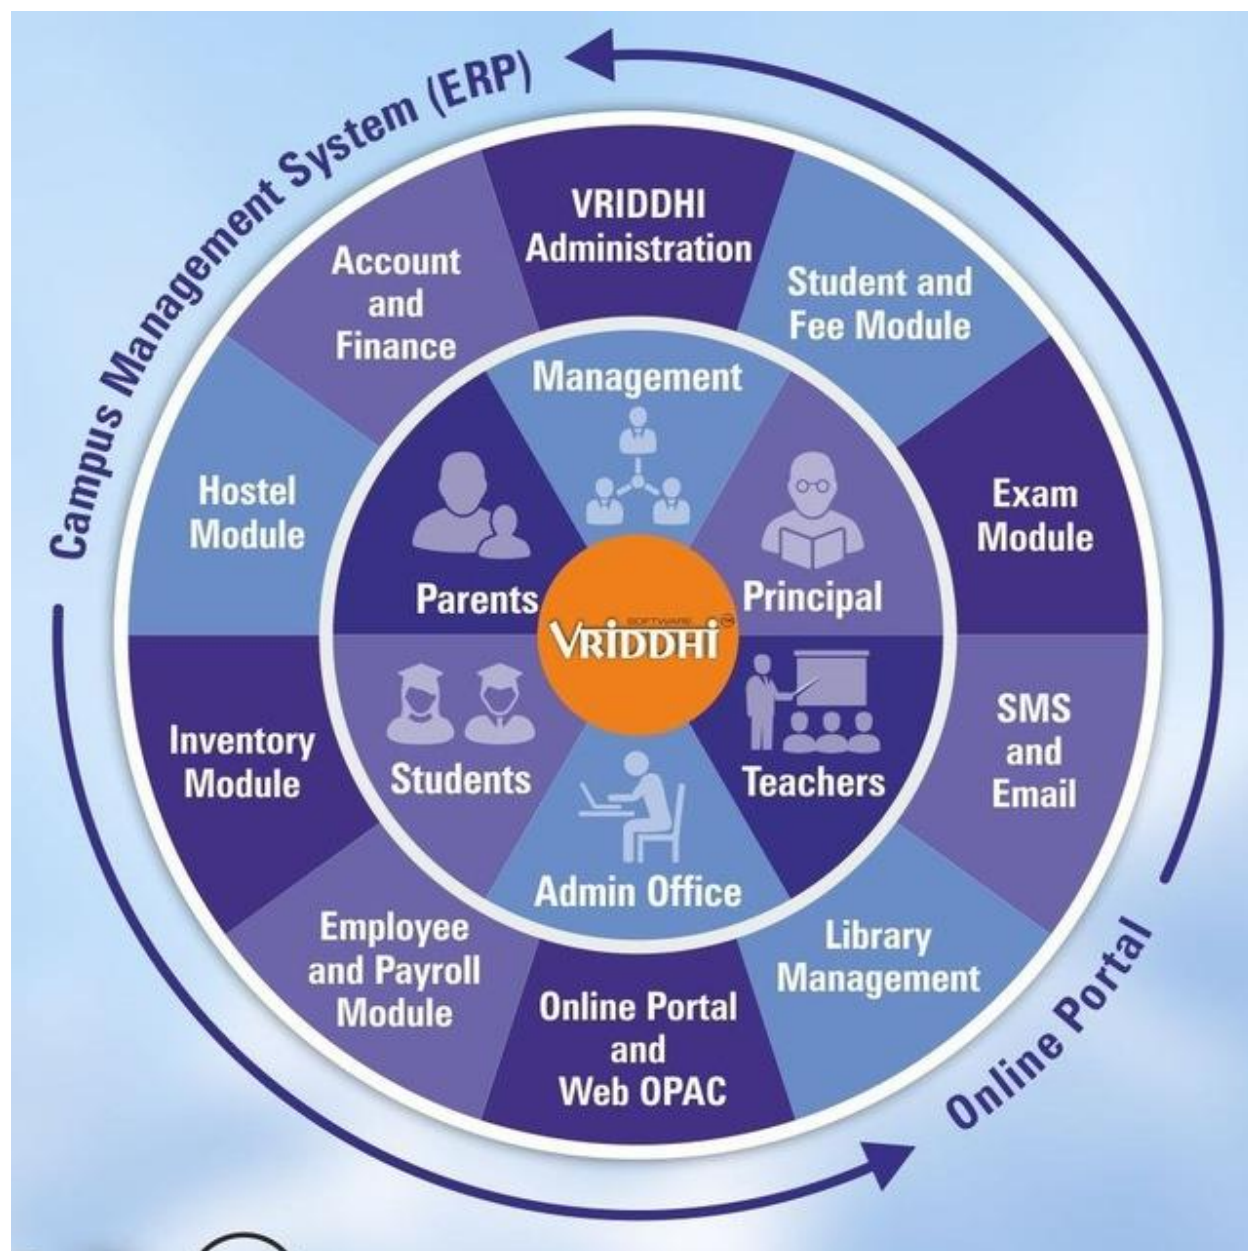 Campus Management System (ERP)
VRIDDHI
Administration
Student and
Fee Module
Exam
Module
SMS
and
Email
Library
Management
Online Portal
and
Web OPAC
Employee
and Payroll
Module
Inventory
Module
Hostel
Module
Account
and
Finance
Management
Principal
Teachers
Admin Office
Students
Parents
SOFTWARE
VRIDDHI
TM
Online Portal